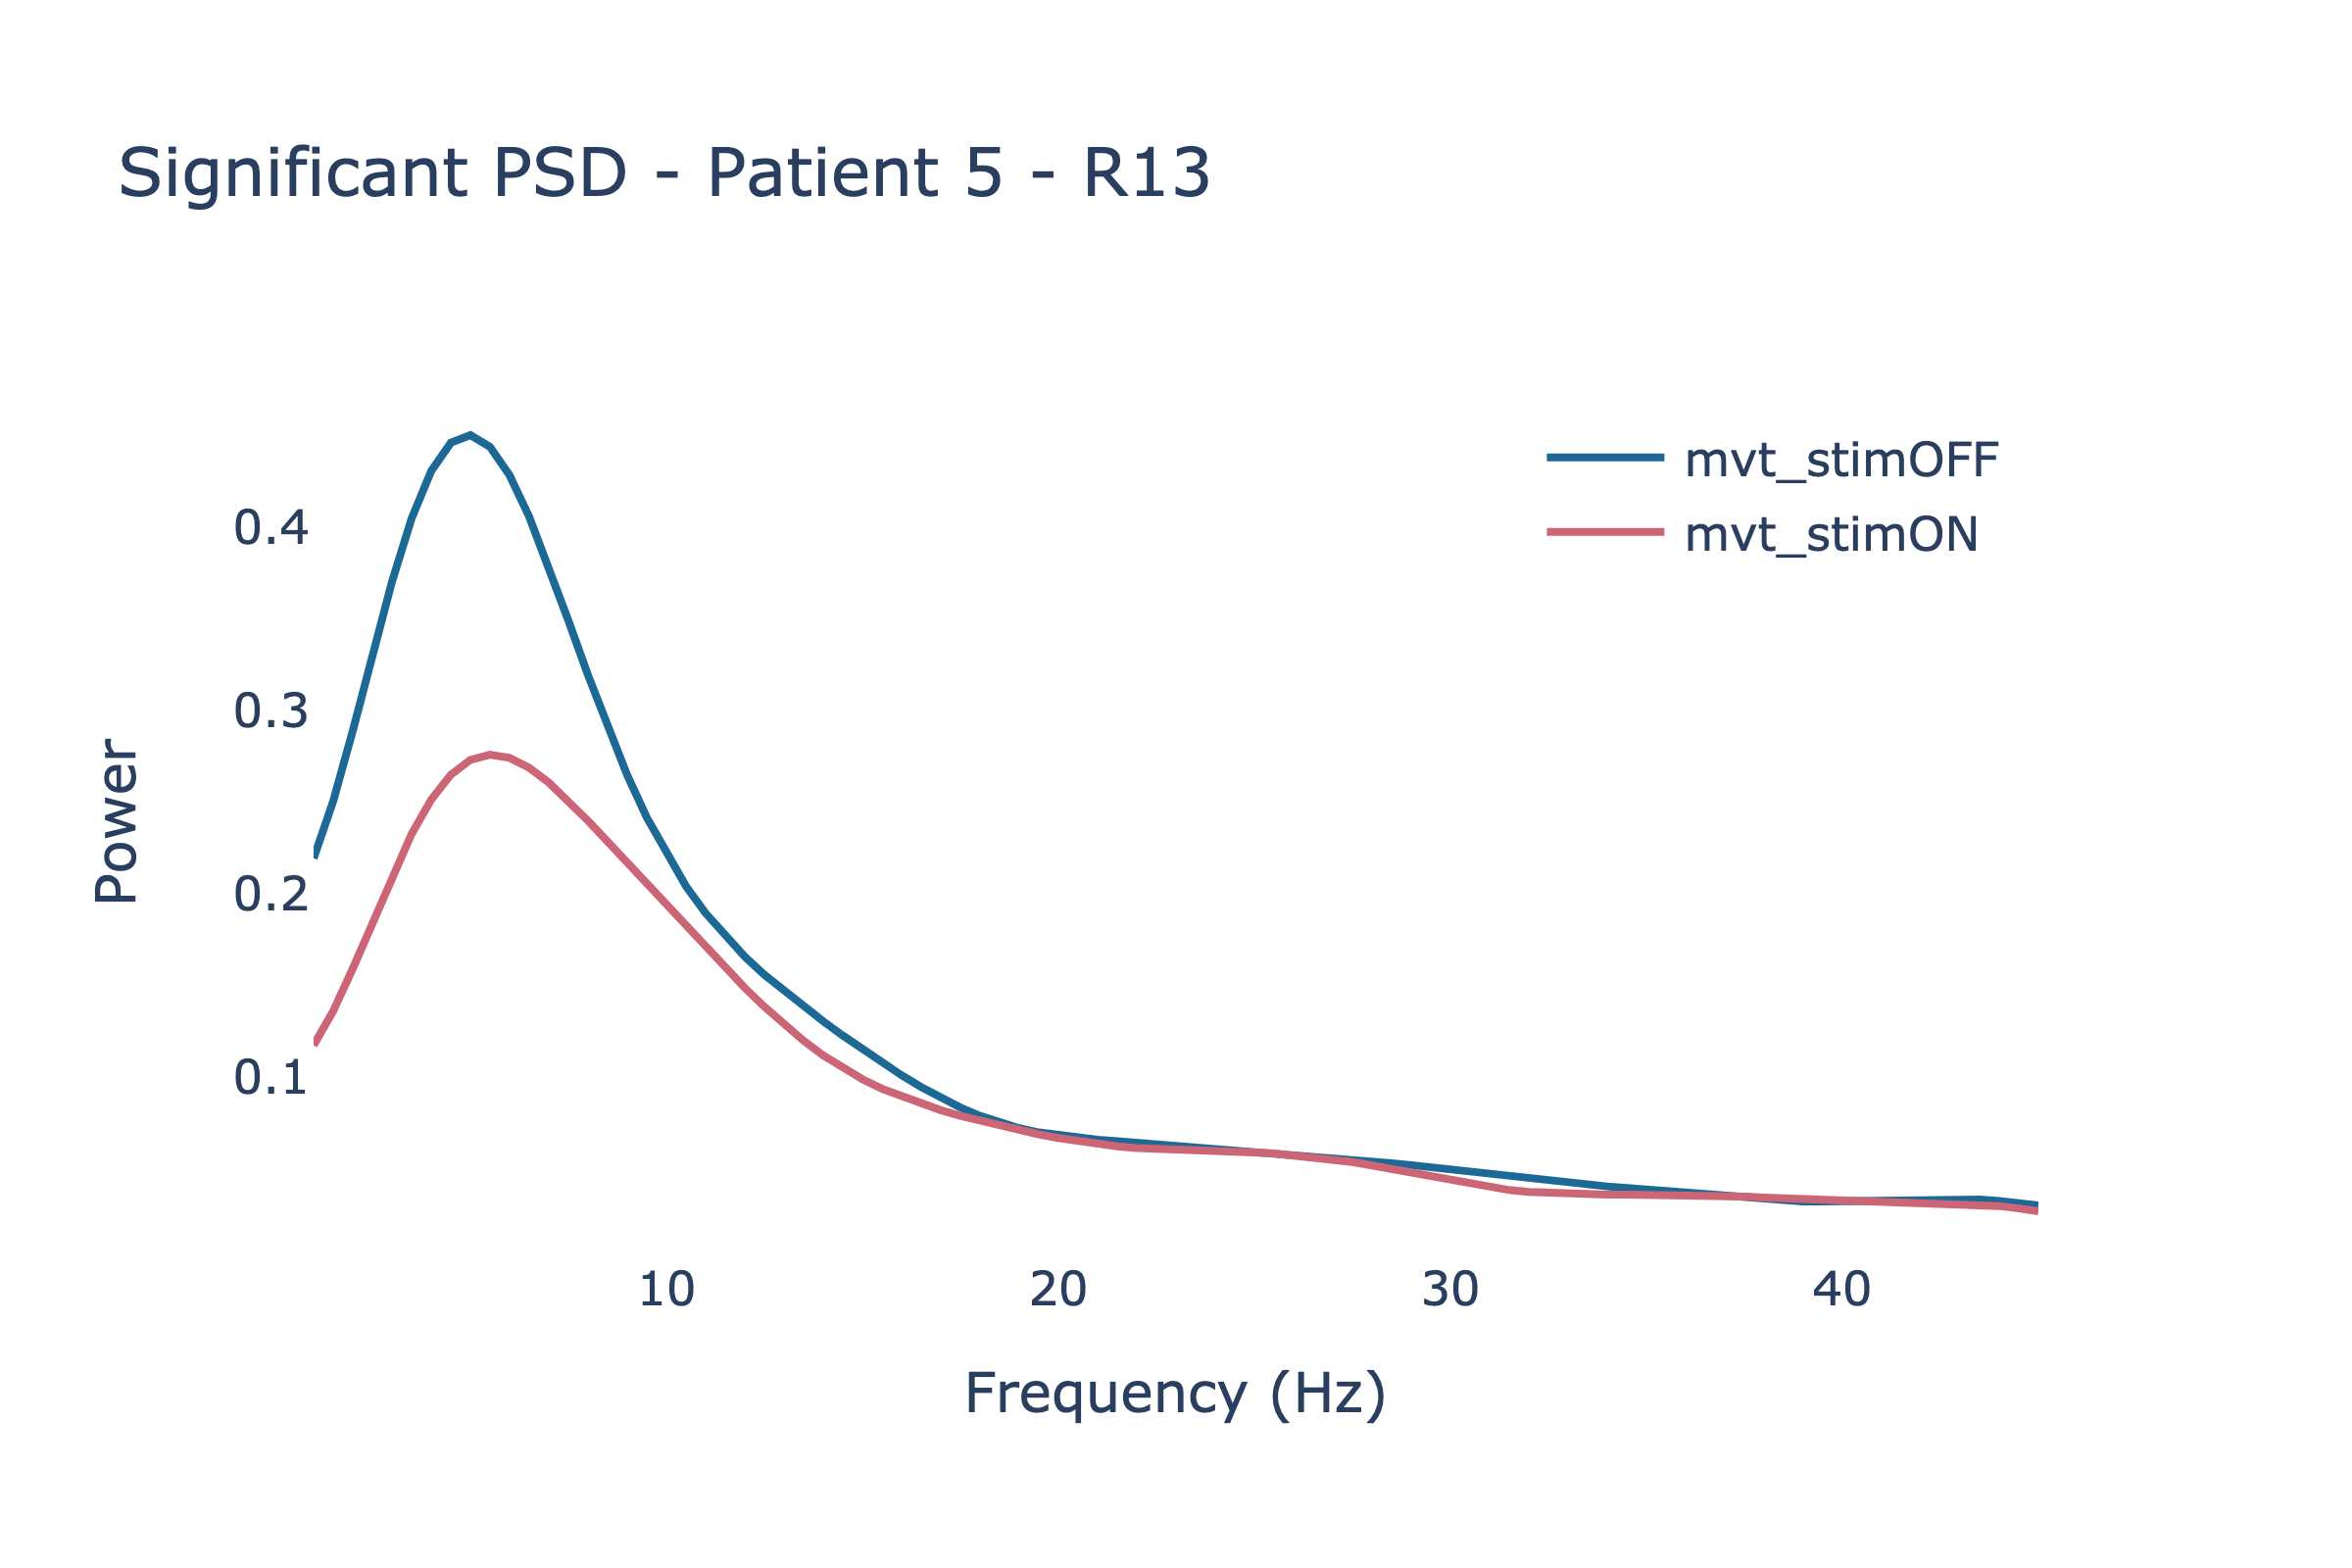 Significant PSD - Patient 5 - R13
mvt_stimOFF
mvt_stimON
0.4
0.3
0.2
0.1
Power
10 20 30 40
Frequency (Hz)